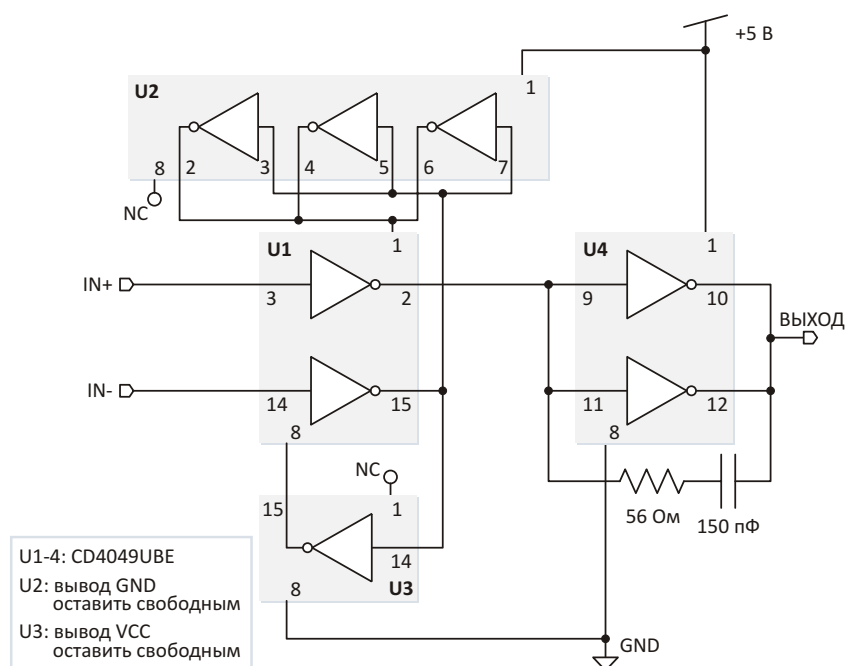 +5 В
U2
1
8
2
3
4
5
6
7
NC
U1
1
U4
1
IN+
3
2
9
10
ВЫХОД
IN-
14
15
11
12
8
8
NC
15
1
56 Ом
150 пФ
14
8
U3
U1-4: CD4049UBE
U2: вывод GND
оставить свободным
U3: вывод VCC
оставить свободным
GND